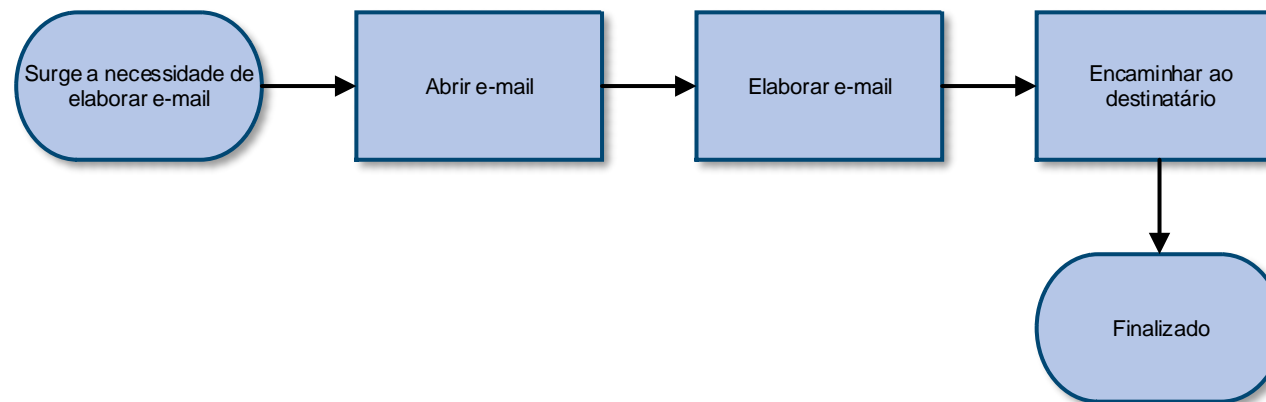 Surge a necessidade de
elaborar e-mail
Abrir e-mail
Elaborar e-mail
Encaminhar ao
destinatário
Finalizado